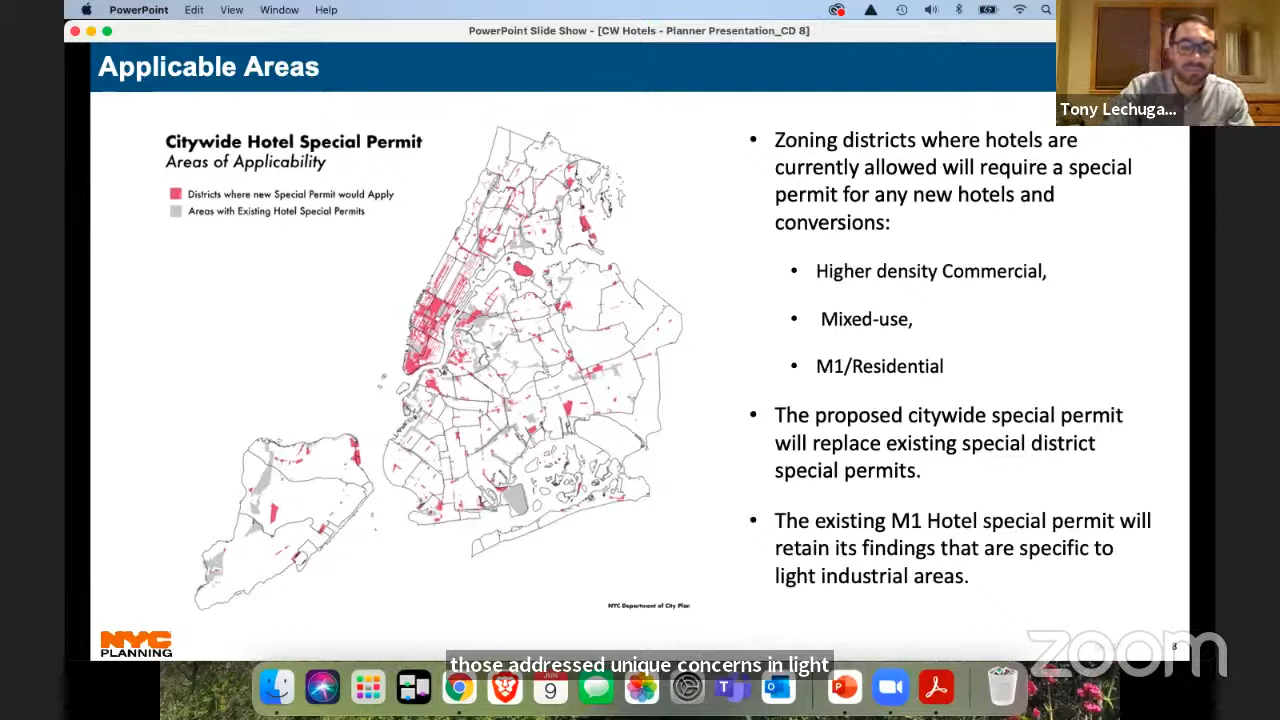 PowerPoint Edit View Window Help
PowerPoint Slide Show - [CW Hotels - Planner Presentation_CD 8]
Applicable Areas
Tony Lechuga...
Citywide Hotel Special Permit
Areas of Applicability
Districts where new Special Permit would Apply
Areas with Existing Hotel Special Permits
• Zoning districts where hotels are
currently allowed will require a special
permit for any new hotels and
conversions:
• Higher density Commercial,
• Mixed-use,
• M1/Residential
• The proposed citywide special permit
will replace existing special district
special permits.
• The existing M1 Hotel special permit will
retain its findings that are specific to
light industrial areas.
NYC Department of City Plan
NYC
PLANNING
8
zoom
those addressed unique concerns in light
JUN
9